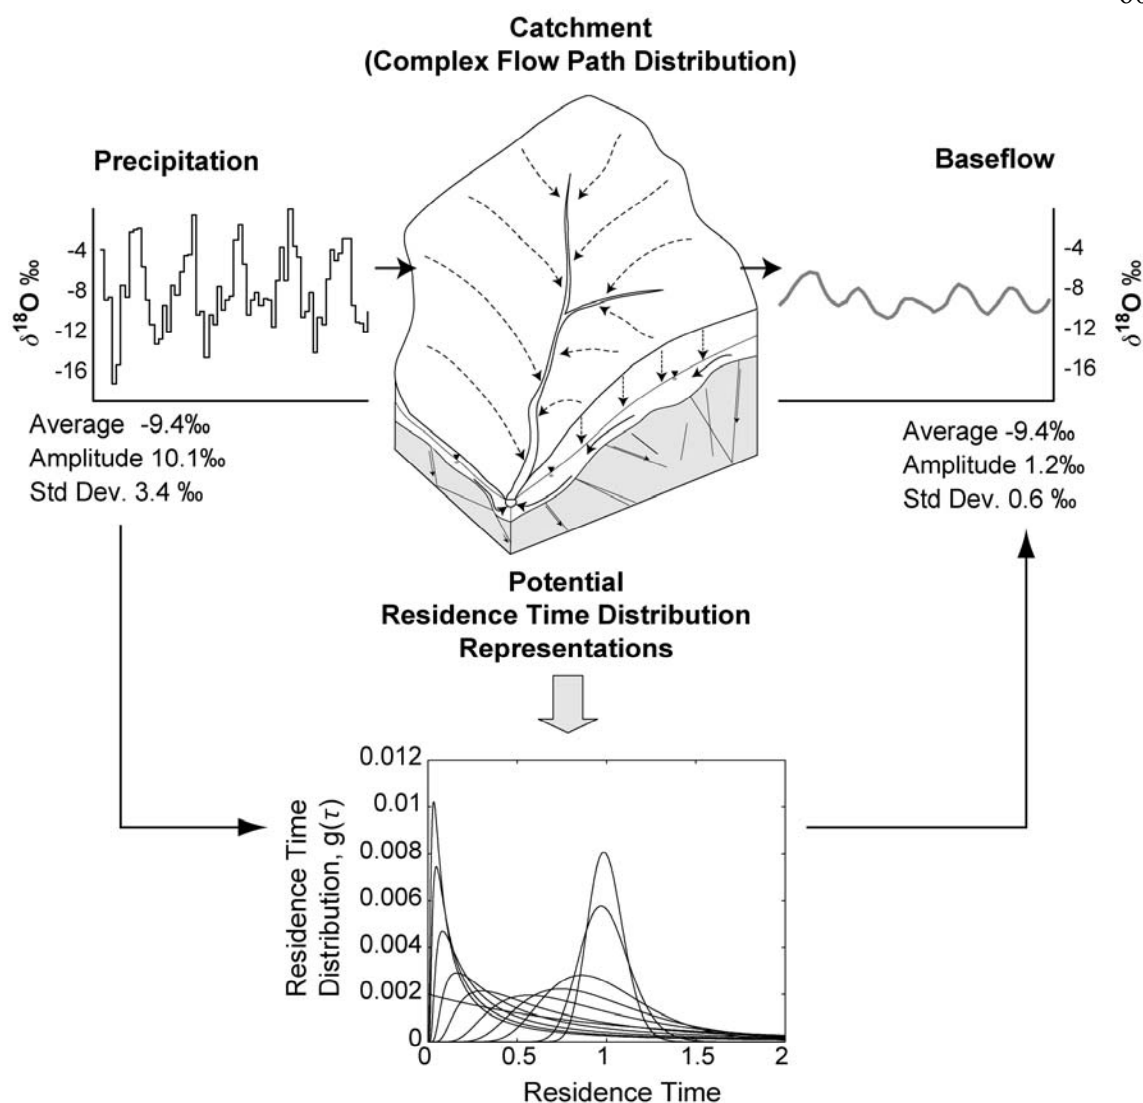 Catchment
(Complex Flow Path Distribution)
Precipitation
-4
-8
-12
-16
δ18O ‰
Average -9.4‰
Amplitude 10.1‰
Std Dev. 3.4 ‰
Baseflow
-4
-8
-12
-16
δ18O ‰
Average -9.4‰
Amplitude 1.2‰
Std Dev. 0.6 ‰
Potential
Residence Time Distribution
Representations
0.012
0.01
0.008
0.006
0.004
0.002
0
Residence Time
Distribution, g(τ)
0 0.5 1 1.5 2
Residence Time